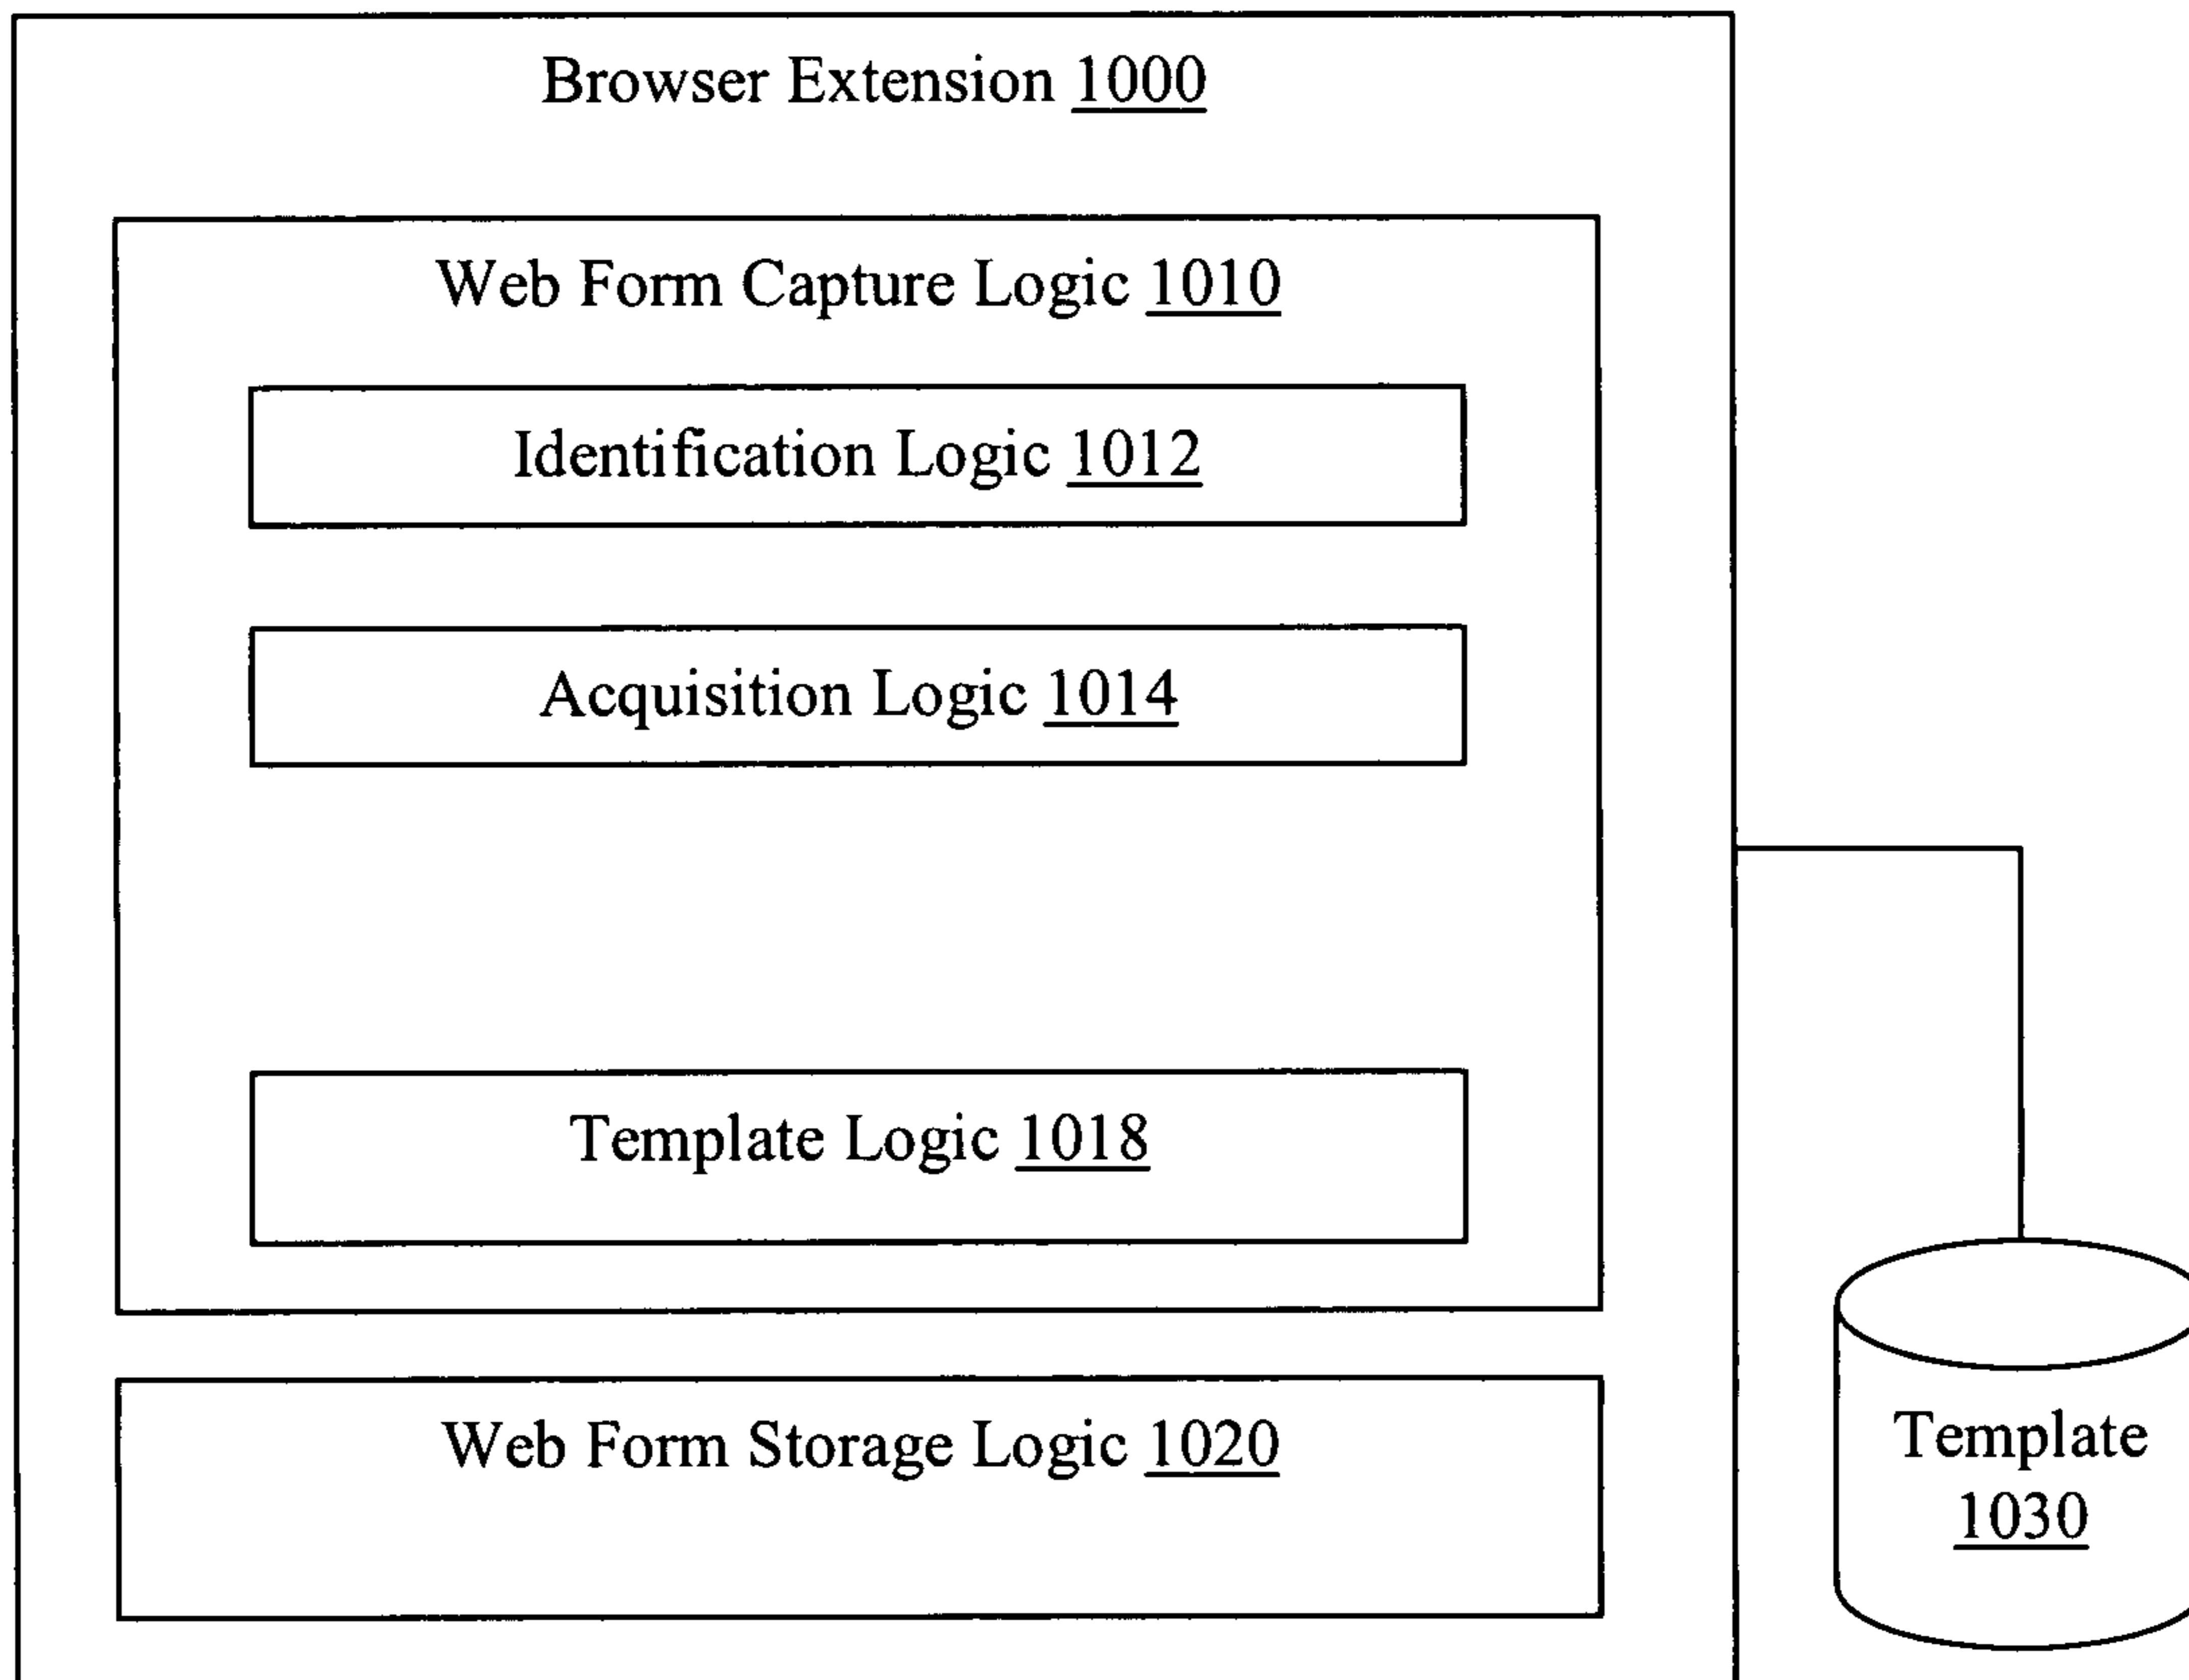 Browser Extension 1000
Web Form Capture Logic 1010
Identification Logic 1012
Acquisition Logic 1014
Template Logic 1018
Web Form Storage Logic 1020
Template
1030